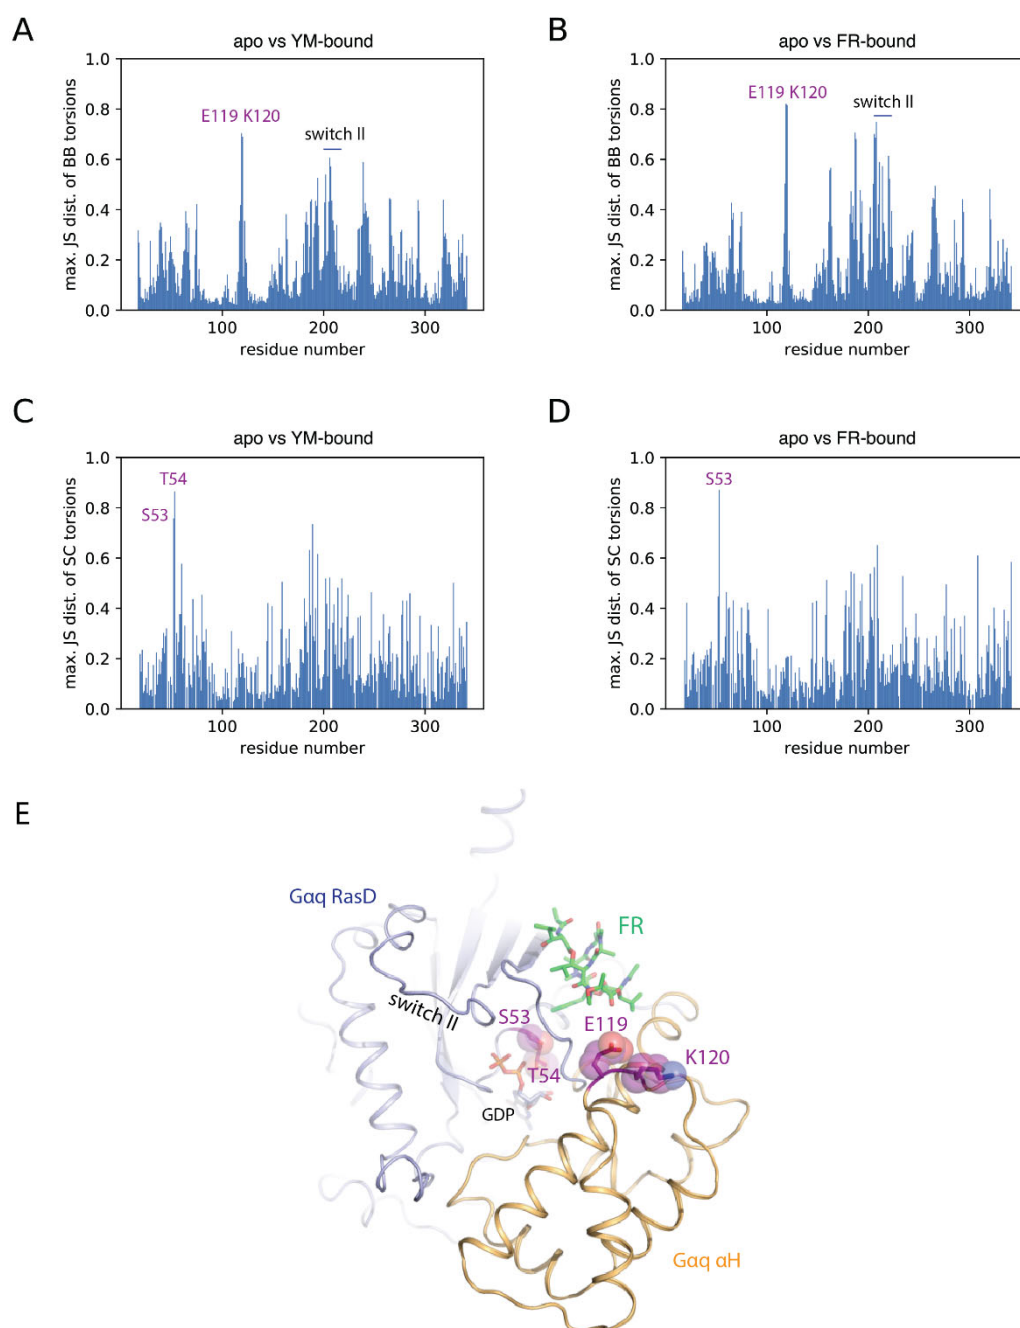 A
apo vs YM-bound
max. JS dist. of BB torsions
1.0
0.8
0.6
0.4
0.2
0.0
E119 K120
switch II
100
200
300
residue number
B
apo vs FR-bound
max. JS dist. of BB torsions
1.0
0.8
0.6
0.4
0.2
0.0
E119 K120
switch II
100
200
300
residue number
C
apo vs YM-bound
max. JS dist. of SC torsions
1.0
0.8
0.6
0.4
0.2
0.0
T54
S53
100
200
300
residue number
D
apo vs FR-bound
max. JS dist. of SC torsions
1.0
0.8
0.6
0.4
0.2
0.0
S53
100
200
300
residue number
E
Gαq RasD
FR
switch II
S53
E119
T54
K120
GDP
Gαq αH